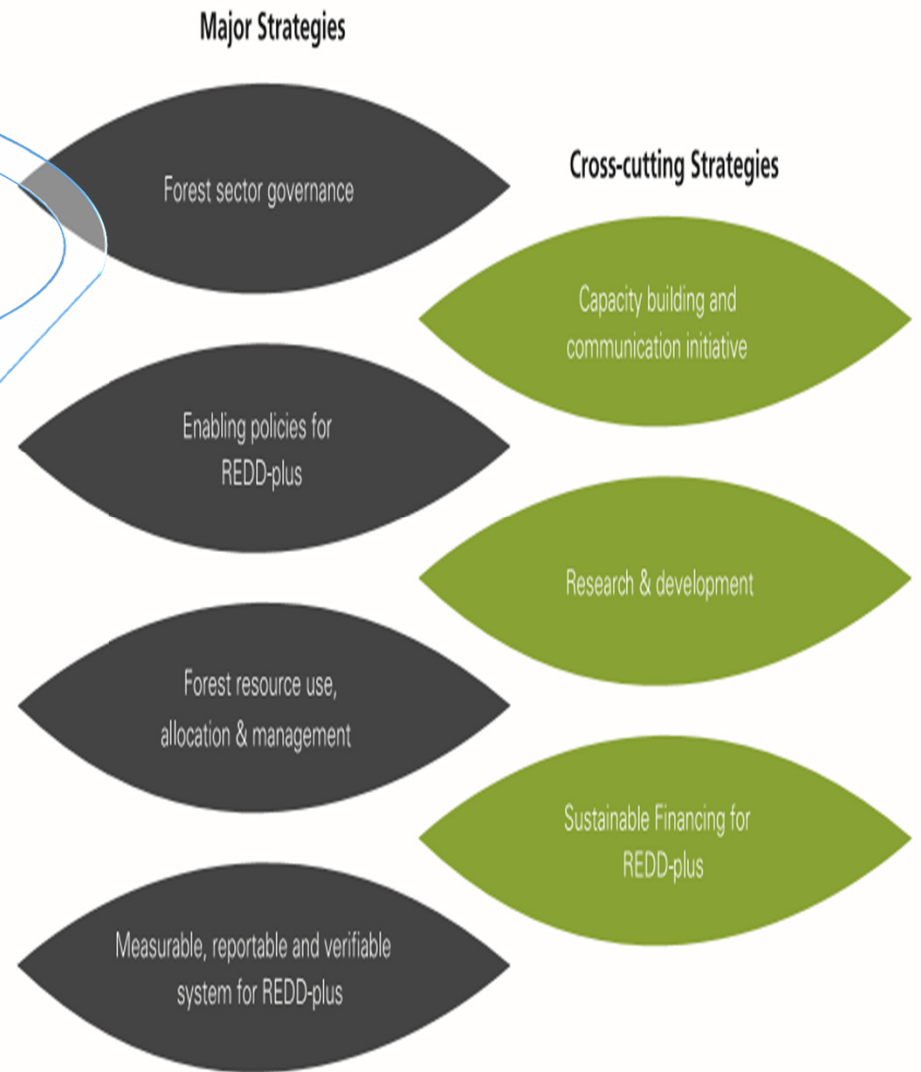 Major Strategies
Forest sector governance
Enabling policies for
REDD-plus
Forest resource use,
allocation & management
Measurable, reportable and verifiable
system for REDD-plus
Cross-cutting Strategies
Capacity building and
communication initiative
Research & development
Sustainable Financing for
REDD-plus